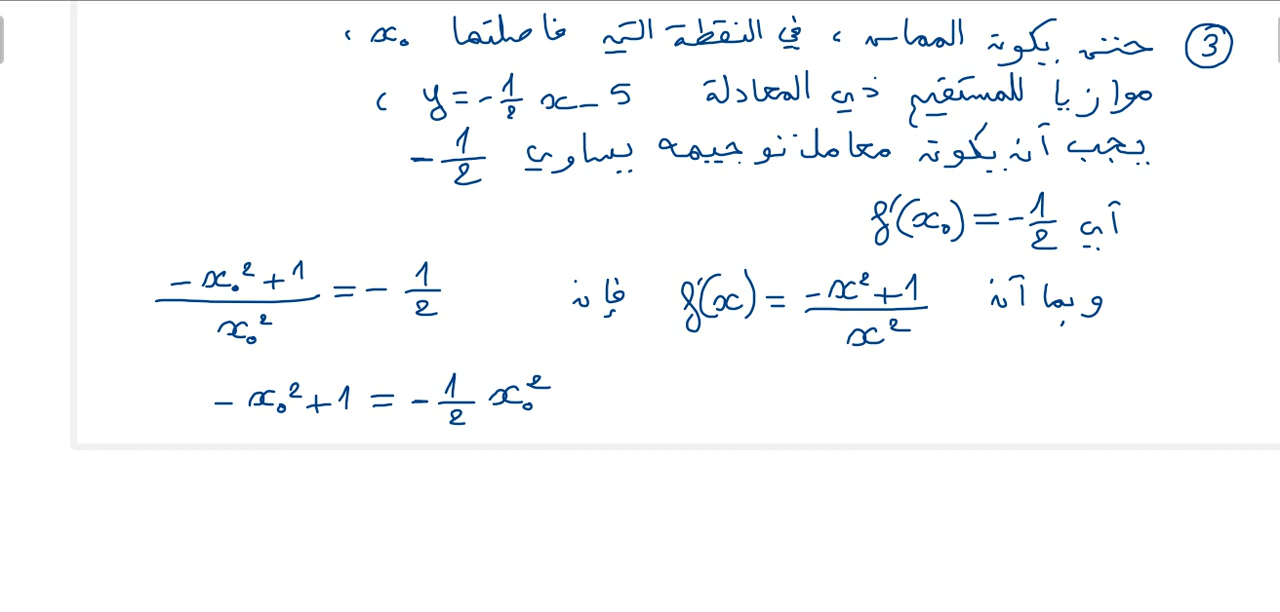 ③ حتى يكون المماس ، في النقطة التي فاصلتها x₀ ،
موازيا للمستقيم ذي المعادلة y = -1/2 x - 5 ،
يجب أن يكون معامل توجيهه يساوي -1/2
أي f'(x₀) = -1/2
وبما أن f'(x) = (-x²+1)/x² فإن (-x₀²+1)/x₀² = -1/2
-x₀²+1 = -1/2 x₀²